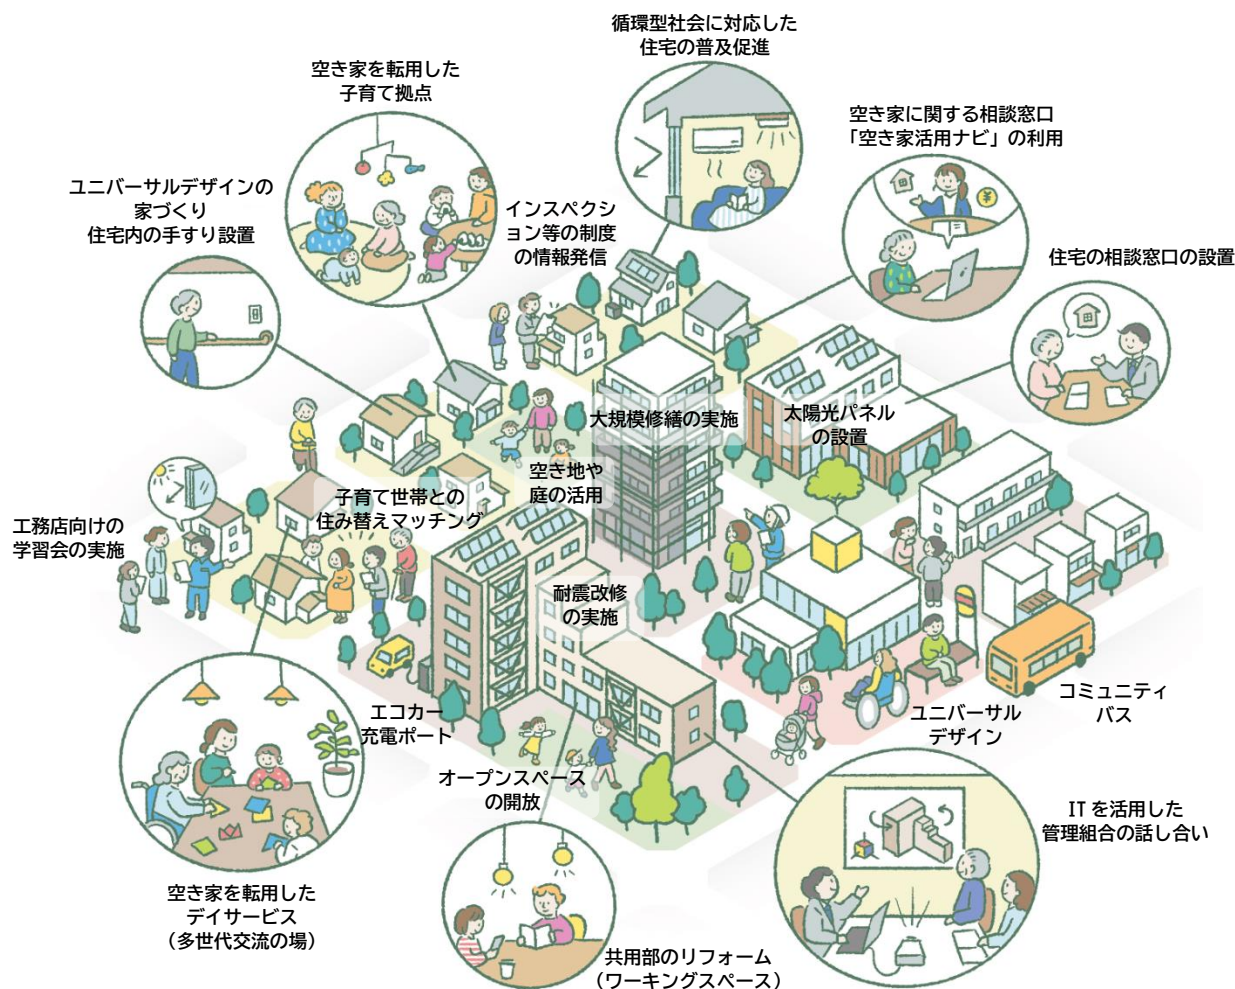 循環型社会に対応した
住宅の普及促進
空き家を転用した
子育て拠点
空き家に関する相談窓口
「空き家活用ナビ」の利用
ユニバーサルデザインの
家づくり
住宅内の手すり設置
インスペクシ
ョン等の制度
の情報発信
住宅の相談窓口の設置
大規模修繕の実施
太陽光パネル
の設置
空き地や
庭の活用
子育て世帯との
住み替えマッチング
工務店向けの
学習会の実施
耐震改修
の実施
エコカー
充電ポート
ユニバーサル
デザイン
コミュニティ
バス
オープンスペース
の開放
ITを活用した
管理組合の話し合い
空き家を転用した
デイサービス
（多世代交流の場）
共用部のリフォーム
（ワーキングスペース）
¥